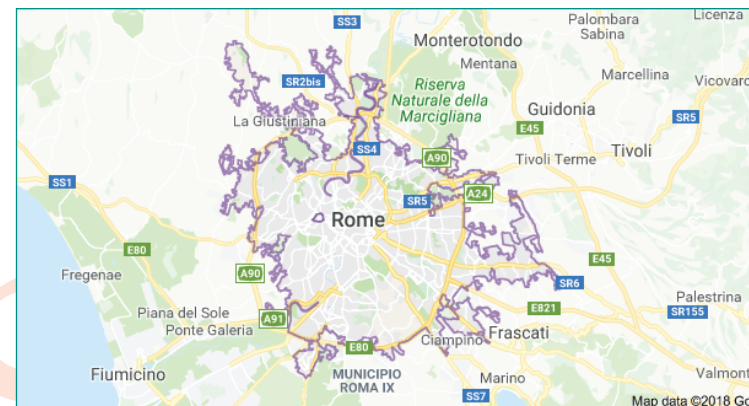 SS3
Palombara
Sabina
Licenza
Monterotondo
Mentana
SR2bis
Marcellina
Vicovaro
Riserva
Naturale della
Marcigliana
Guidonia
La Giustiniana
SR5
E45
SS4
Tivoli
A90
Tivoli Terme
SS1
A24
SR5
Rome
E80
E45
Fregenae
A90
SR6
Palestrina
Piana del Sole
E821
SR155
A91
Ponte Galeria
Frascati
Ciampino
E80
Fiumicino
MUNICIPIO
ROMA IX
Marino
Valmont
SS7
Map data ©2018 Go